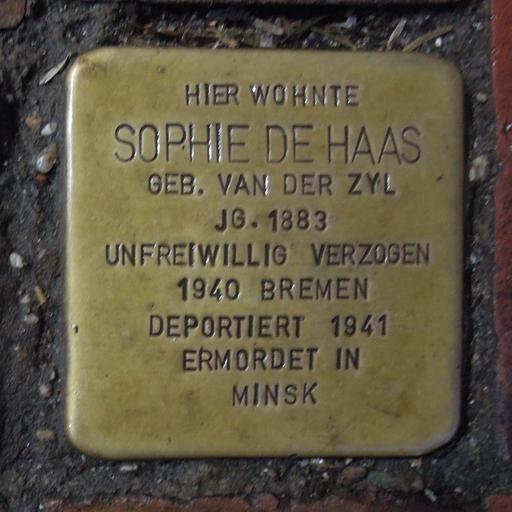 HIER WOHNTE
SOPHIE DE HAAS
GEB. VAN DER ZYL
JG. 1883
UNFREIWILLIG VERZOGEN
1940 BREMEN
DEPORTIERT 1941
ERMORDET IN
MINSK